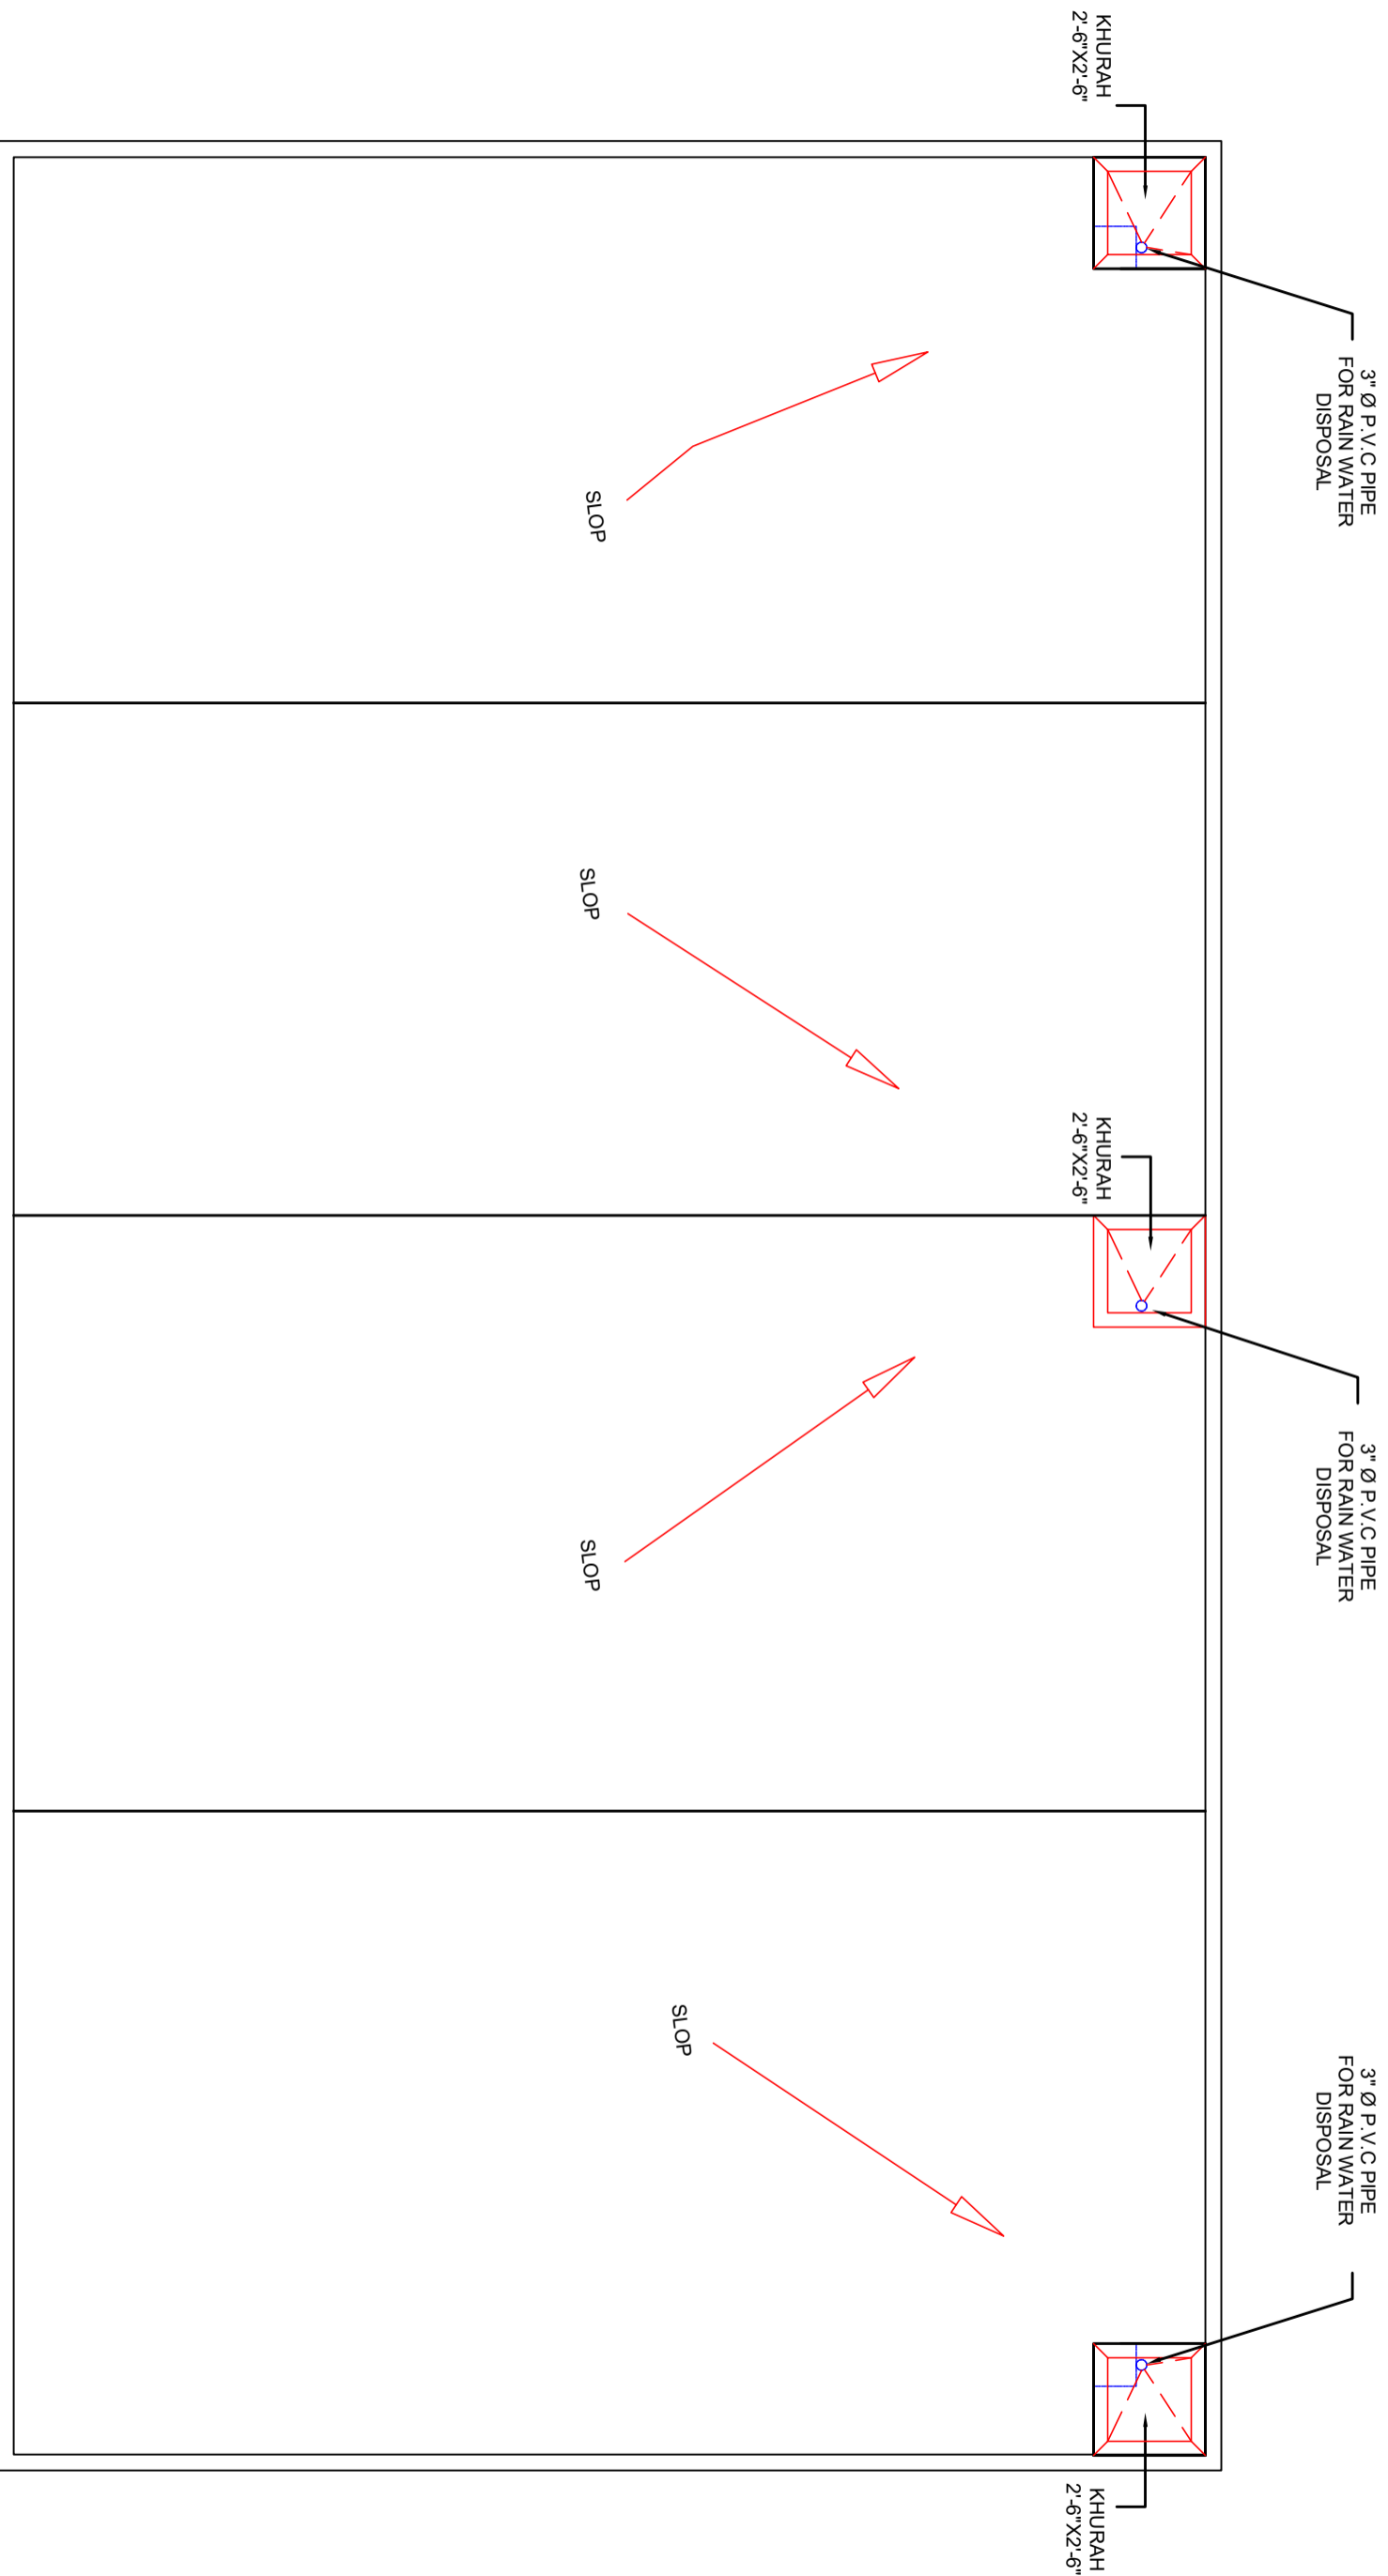 3" Ø P.V.C PIPE
FOR RAIN WATER
DISPOSAL
3" Ø P.V.C PIPE
FOR RAIN WATER
DISPOSAL
3" Ø P.V.C PIPE
FOR RAIN WATER
DISPOSAL
KHURAH
2'-6"X2'-6"
KHURAH
2'-6"X2'-6"
KHURAH
2'-6"X2'-6"
SLOP
SLOP
SLOP
SLOP